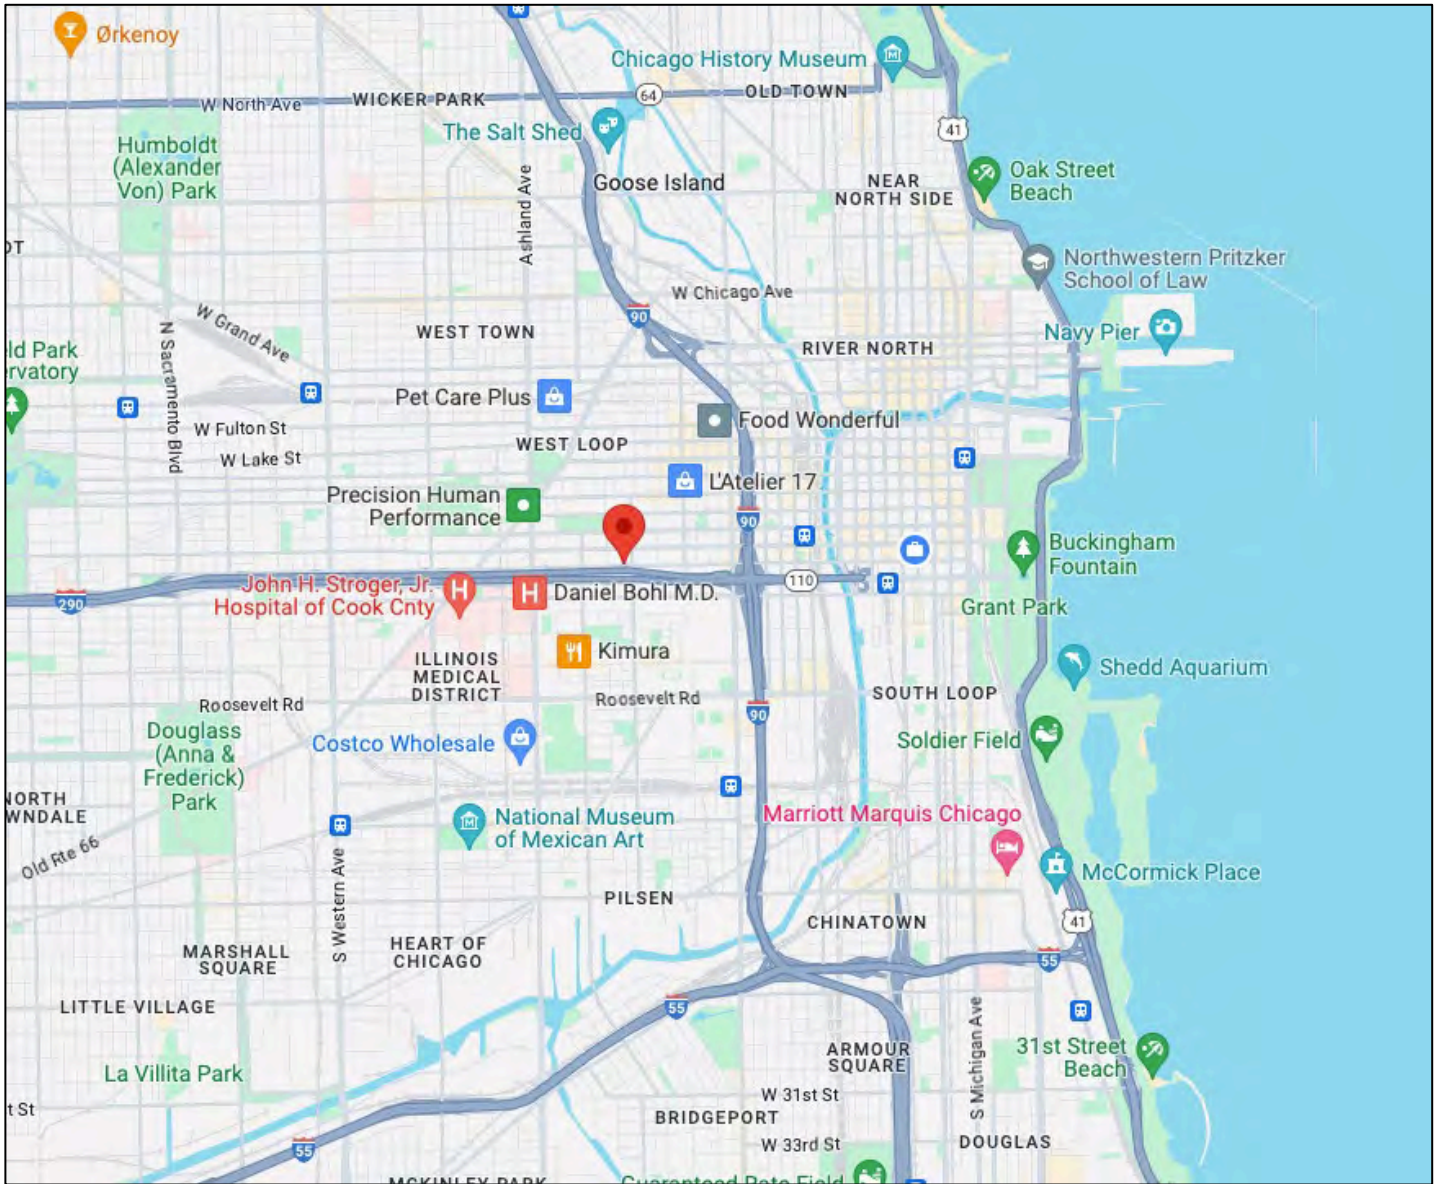 Ørkenoy
Chicago History Museum
W North Ave
WICKER PARK
64
OLD TOWN
The Salt Shed
41
Humboldt
(Alexander
Von) Park
Ashland Ave
Goose Island
NEAR
NORTH SIDE
Oak Street
Beach
Northwestern Pritzker
School of Law
W Chicago Ave
W Grand Ave
90
WEST TOWN
RIVER NORTH
Navy Pier
N Sacramento Blvd
Pet Care Plus
Food Wonderful
W Fulton St
WEST LOOP
W Lake St
L'Atelier 17
Precision Human
Performance
90
Buckingham
Fountain
John H. Stroger, Jr.
Hospital of Cook Cnty
Daniel Bohl M.D.
110
290
Grant Park
Kimura
ILLINOIS
MEDICAL
DISTRICT
Shedd Aquarium
Roosevelt Rd
Roosevelt Rd
SOUTH LOOP
90
Douglass
(Anna &
Frederick)
Park
Costco Wholesale
Soldier Field
NORTH
WNDALE
National Museum
of Mexican Art
Marriott Marquis Chicago
Old Rte 66
McCormick Place
S Western Ave
PILSEN
CHINATOWN
41
MARSHALL
SQUARE
HEART OF
CHICAGO
55
LITTLE VILLAGE
55
S Michigan Ave
La Villita Park
ARMOUR
SQUARE
31st Street
Beach
t St
W 31st St
BRIDGEPORT
W 33rd St
DOUGLAS
55